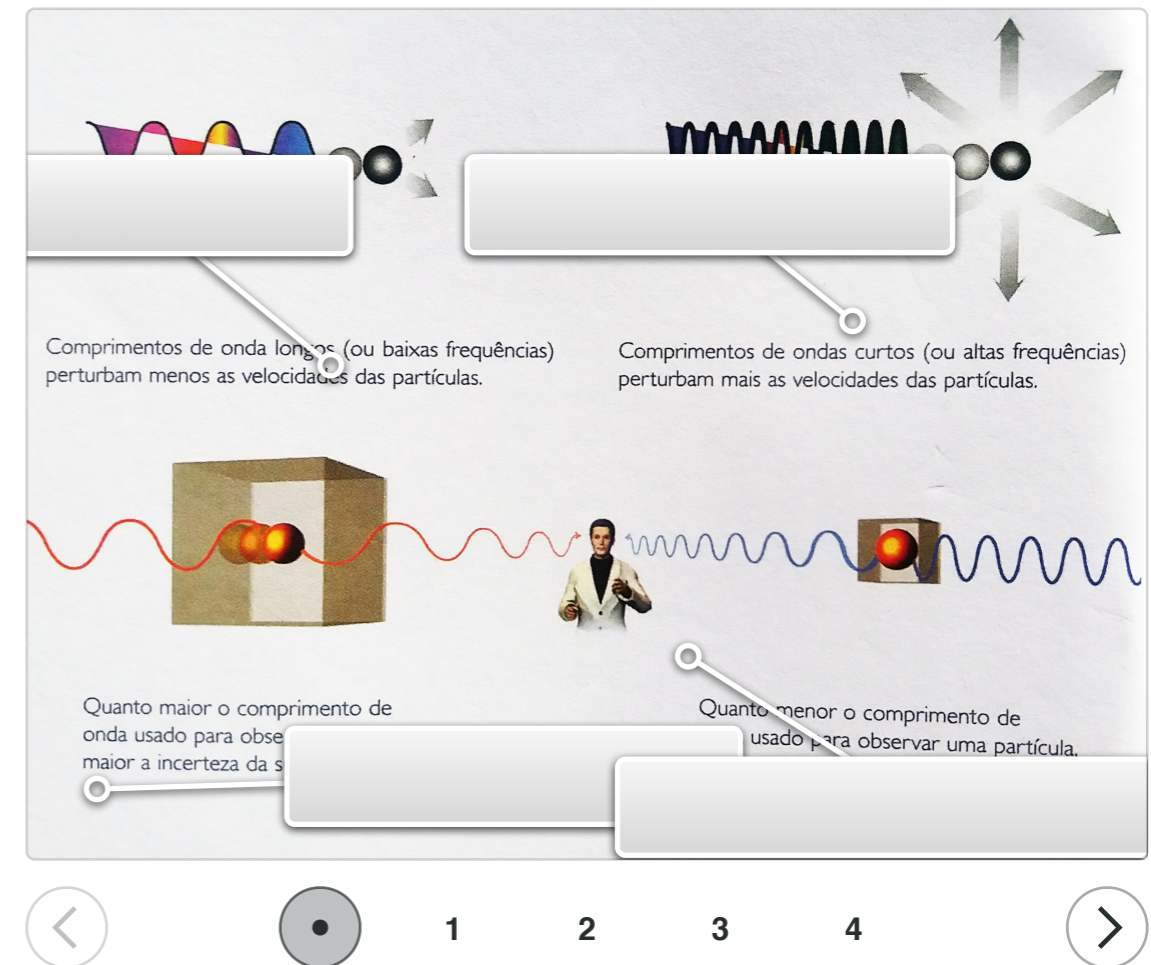 Comprimentos de onda longos (ou baixas frequências)
perturbam menos as velocidades das partículas.
Comprimentos de ondas curtos (ou altas frequências)
perturbam mais as velocidades das partículas.
Quanto maior o comprimento de
onda usado para obse
maior a incerteza da s
Quanto menor o comprimento de
usado para observar uma partícula,
1 2 3 4